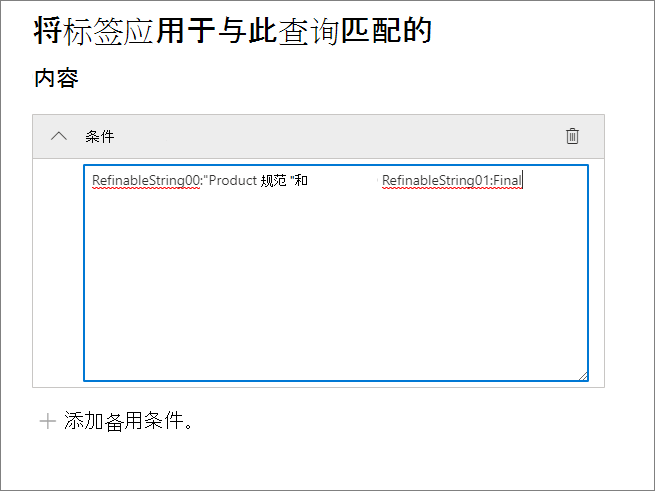 将标签应用于与此查询匹配的
内容
条件
RefinableString00:"Product 规范 "和 RefinableString01:Final
添加备用条件。